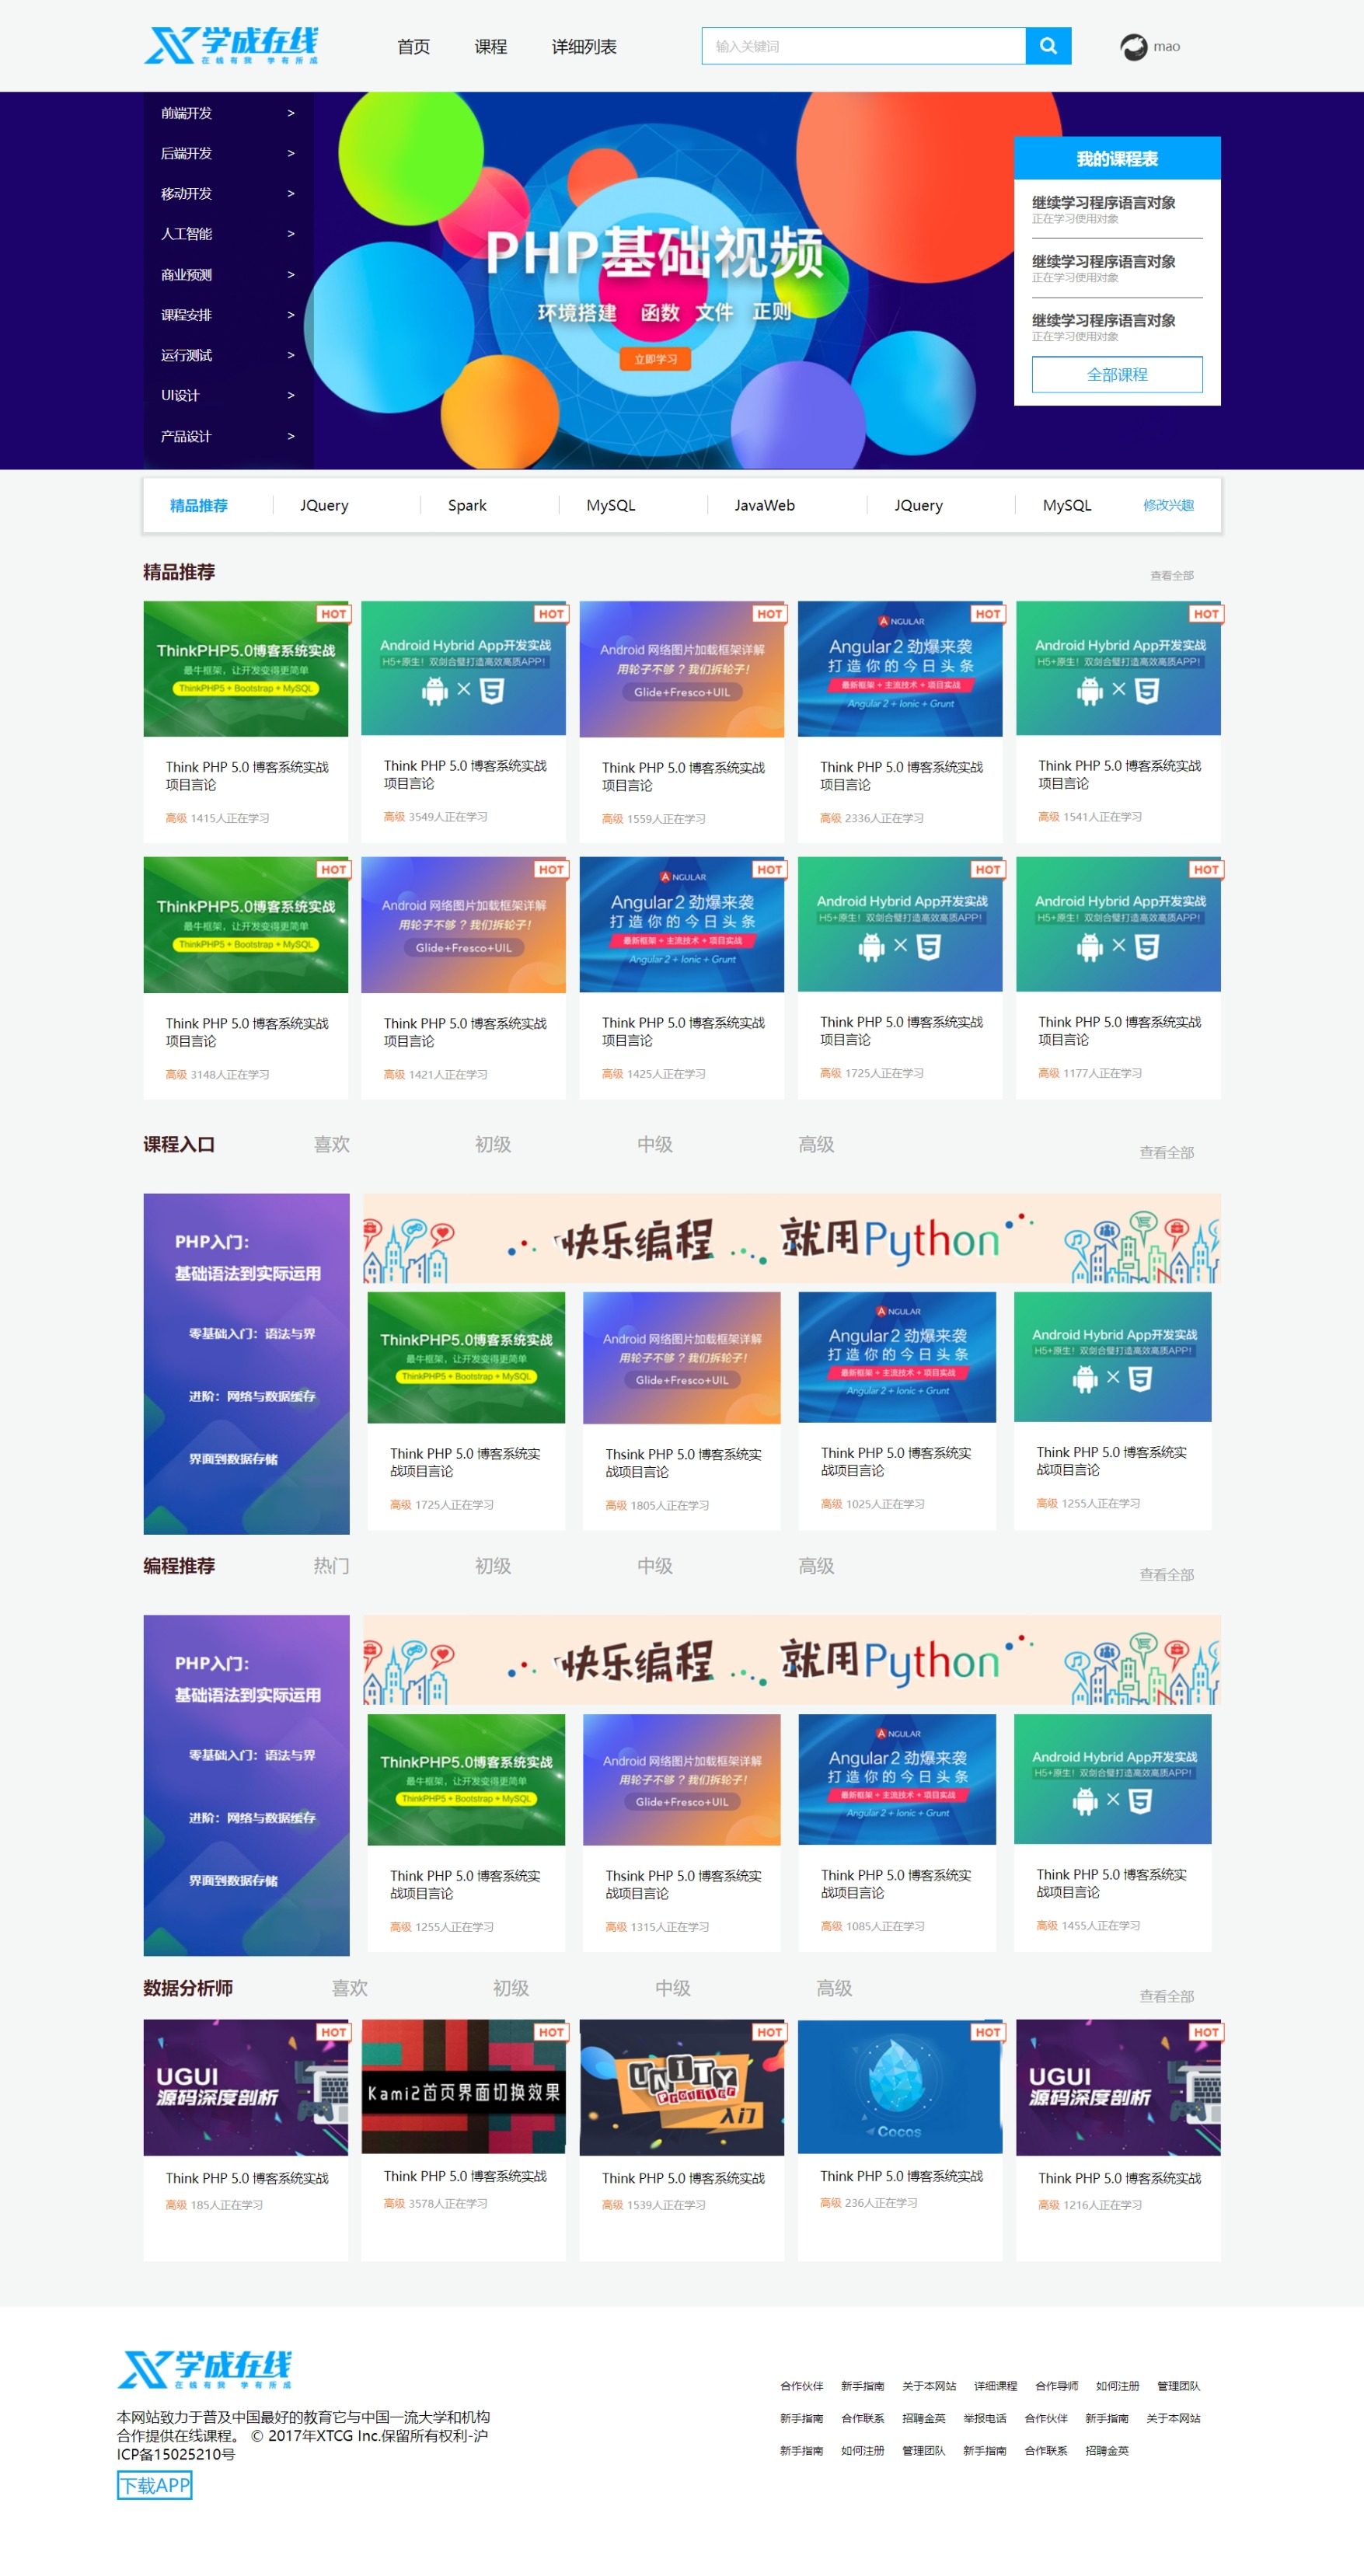 学成在线
在线有我 学有所成
首页 课程 详细列表
输入关键词
mao
前端开发 >
后端开发 >
移动开发 >
人工智能 >
商业预测 >
课程安排 >
运行测试 >
UI设计 >
产品设计 >
PHP基础视频
环境搭建 函数 文件 正则
立即学习
我的课程表
继续学习程序语言对象
正在学习使用对象
继续学习程序语言对象
正在学习使用对象
继续学习程序语言对象
正在学习使用对象
全部课程
精品推荐 JQuery Spark MySQL JavaWeb JQuery MySQL 修改兴趣
精品推荐
查看全部
HOT
ThinkPHP5.0博客系统实战
最牛框架，让开发变得更简单
ThinkPHP5 + Bootstrap + MySQL
Think PHP 5.0 博客系统实战
项目言论
高级 1415人正在学习
HOT
Android Hybrid App开发实战
H5+原生！双剑合璧打造高效高质APP!
Think PHP 5.0 博客系统实战
项目言论
高级 3549人正在学习
HOT
Android 网络图片加载框架详解
用轮子不够？我们拆轮子!
Glide+Fresco+UIL
Think PHP 5.0 博客系统实战
项目言论
高级 1559人正在学习
HOT
ANGULAR
Angular2 劲爆来袭
打造你的今日头条
最新框架 + 主流技术 + 项目实战
Angular 2 + Ionic + Grunt
Think PHP 5.0 博客系统实战
项目言论
高级 2336人正在学习
HOT
Android Hybrid App开发实战
H5+原生！双剑合璧打造高效高质APP!
Think PHP 5.0 博客系统实战
项目言论
高级 1541人正在学习
HOT
ThinkPHP5.0博客系统实战
最牛框架，让开发变得更简单
ThinkPHP5 + Bootstrap + MySQL
Think PHP 5.0 博客系统实战
项目言论
高级 3148人正在学习
HOT
Android 网络图片加载框架详解
用轮子不够？我们拆轮子!
Glide+Fresco+UIL
Think PHP 5.0 博客系统实战
项目言论
高级 1421人正在学习
HOT
ANGULAR
Angular2 劲爆来袭
打造你的今日头条
最新框架 + 主流技术 + 项目实战
Angular 2 + Ionic + Grunt
Think PHP 5.0 博客系统实战
项目言论
高级 1425人正在学习
HOT
Android Hybrid App开发实战
H5+原生！双剑合璧打造高效高质APP!
Think PHP 5.0 博客系统实战
项目言论
高级 1725人正在学习
HOT
Android Hybrid App开发实战
H5+原生！双剑合璧打造高效高质APP!
Think PHP 5.0 博客系统实战
项目言论
高级 1177人正在学习
课程入口 喜欢 初级 中级 高级 查看全部
PHP入门：
基础语法到实际运用
零基础入门：语法与界
进阶：网络与数据缓存
界面到数据存储
快乐编程 就用Python
ThinkPHP5.0博客系统实战
最牛框架，让开发变得更简单
ThinkPHP5 + Bootstrap + MySQL
Think PHP 5.0 博客系统实
战项目言论
高级 1725人正在学习
Android 网络图片加载框架详解
用轮子不够？我们拆轮子!
Glide+Fresco+UIL
Thsink PHP 5.0 博客系统实
战项目言论
高级 1805人正在学习
ANGULAR
Angular2 劲爆来袭
打造你的今日头条
最新框架 + 主流技术 + 项目实战
Angular 2 + Ionic + Grunt
Think PHP 5.0 博客系统实
战项目言论
高级 1025人正在学习
Android Hybrid App开发实战
H5+原生！双剑合璧打造高效高质APP!
Think PHP 5.0 博客系统实
战项目言论
高级 1255人正在学习
编程推荐 热门 初级 中级 高级 查看全部
PHP入门：
基础语法到实际运用
零基础入门：语法与界
进阶：网络与数据缓存
界面到数据存储
快乐编程 就用Python
ThinkPHP5.0博客系统实战
最牛框架，让开发变得更简单
ThinkPHP5 + Bootstrap + MySQL
Think PHP 5.0 博客系统实
战项目言论
高级 1255人正在学习
Android 网络图片加载框架详解
用轮子不够？我们拆轮子!
Glide+Fresco+UIL
Thsink PHP 5.0 博客系统实
战项目言论
高级 1315人正在学习
ANGULAR
Angular2 劲爆来袭
打造你的今日头条
最新框架 + 主流技术 + 项目实战
Angular 2 + Ionic + Grunt
Think PHP 5.0 博客系统实
战项目言论
高级 1085人正在学习
Android Hybrid App开发实战
H5+原生！双剑合璧打造高效高质APP!
Think PHP 5.0 博客系统实
战项目言论
高级 1455人正在学习
数据分析师 喜欢 初级 中级 高级 查看全部
HOT
UGUI
源码深度剖析
Think PHP 5.0 博客系统实战
高级 185人正在学习
HOT
Kami2首页界面切换效果
Think PHP 5.0 博客系统实战
高级 3578人正在学习
HOT
UNITY
Profiler
入门
Think PHP 5.0 博客系统实战
高级 1539人正在学习
HOT
Cocos
Think PHP 5.0 博客系统实战
高级 236人正在学习
HOT
UGUI
源码深度剖析
Think PHP 5.0 博客系统实战
高级 1216人正在学习
学成在线
在线有我 学有所成
本网站致力于普及中国最好的教育它与中国一流大学和机构
合作提供在线课程。 © 2017年XTCG Inc.保留所有权利-沪
ICP备15025210号
下载APP
合作伙伴 新手指南 关于本网站 详细课程 合作导师 如何注册 管理团队
新手指南 合作联系 招聘金英 举报电话 合作伙伴 新手指南 关于本网站
新手指南 如何注册 管理团队 新手指南 合作联系 招聘金英